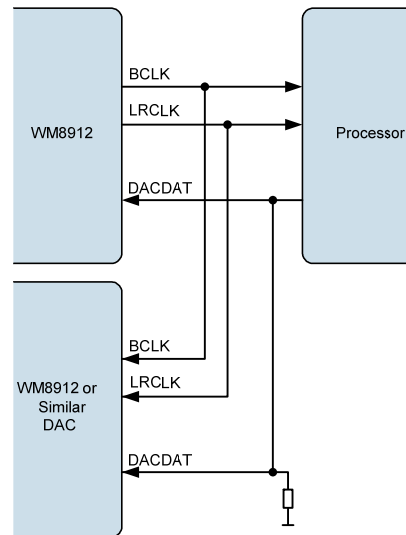 BCLK
LRCLK
WM8912
Processor
DACDAT
BCLK
LRCLK
WM8912 or
Similar
DAC
DACDAT